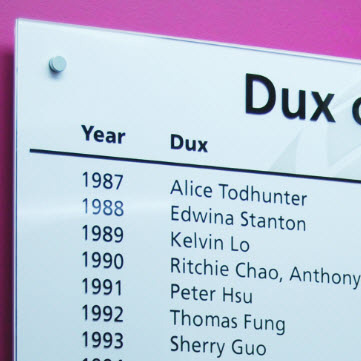 Dux
Year Dux
1987 Alice Todhunter
1988 Edwina Stanton
1989 Kelvin Lo
1990 Ritchie Chao, Anthony
1991 Peter Hsu
1992 Thomas Fung
1993 Sherry Guo